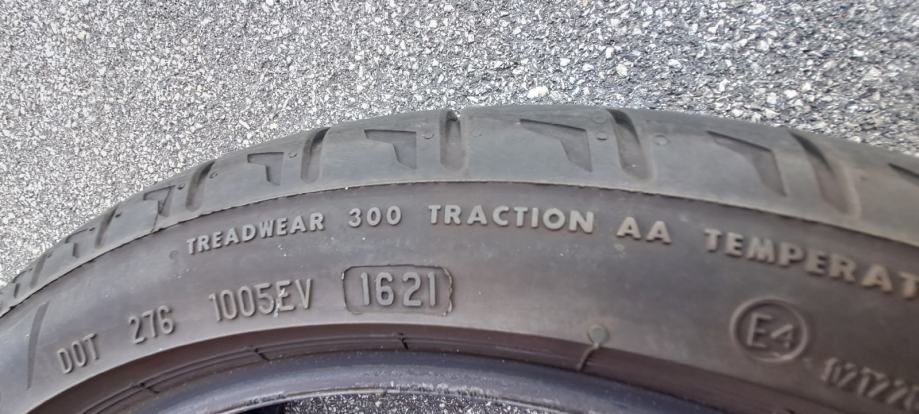 TREADWEAR 300 TRACTION AA TEMPERAT
DOT 276 1005EV 1621
E4